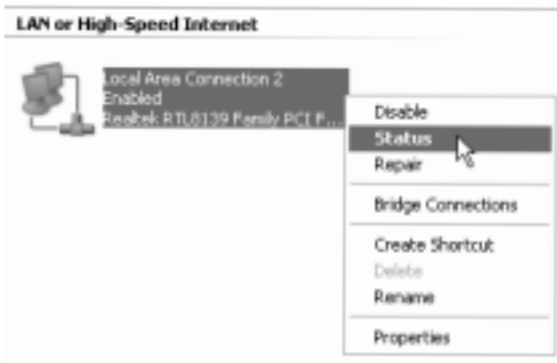 LAN or High-Speed Internet
Local Area Connection 2
Enabled
Realtek RTL8139 Family PCI F...
Disable
Status
Repair
Bridge Connections
Create Shortcut
Delete
Rename
Properties